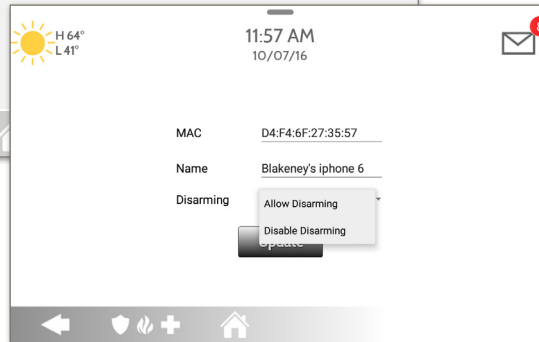 H 64°
L 41°
11:57 AM
10/07/16
MAC
D4:F4:6F:27:35:57
Name
Blakeney's iphone 6
Disarming
Allow Disarming
Disable Disarming
Update